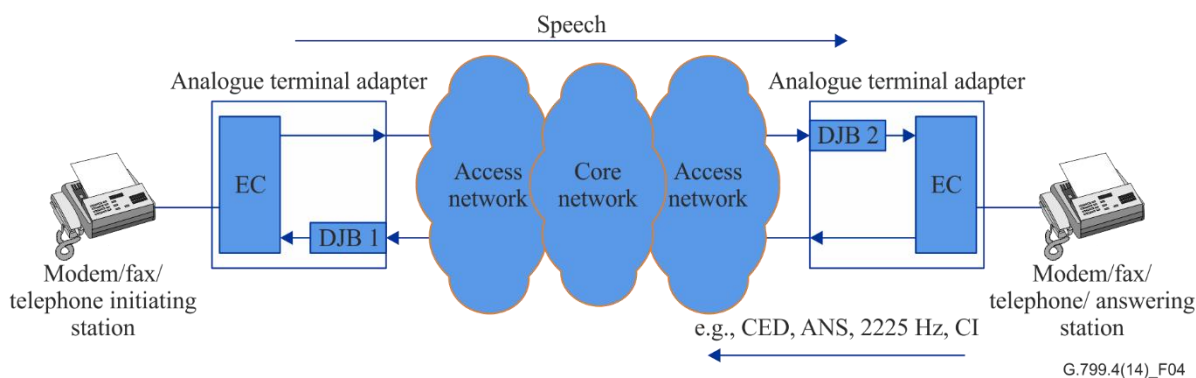 Speech
Analogue terminal adapter
Analogue terminal adapter
EC
DJB 1
Access
network
Core
network
Access
network
DJB 2
EC
Modem/fax/
telephone initiating
station
Modem/fax/
telephone/ answering
station
e.g., CED, ANS, 2225 Hz, CI
G.799.4(14)_F04